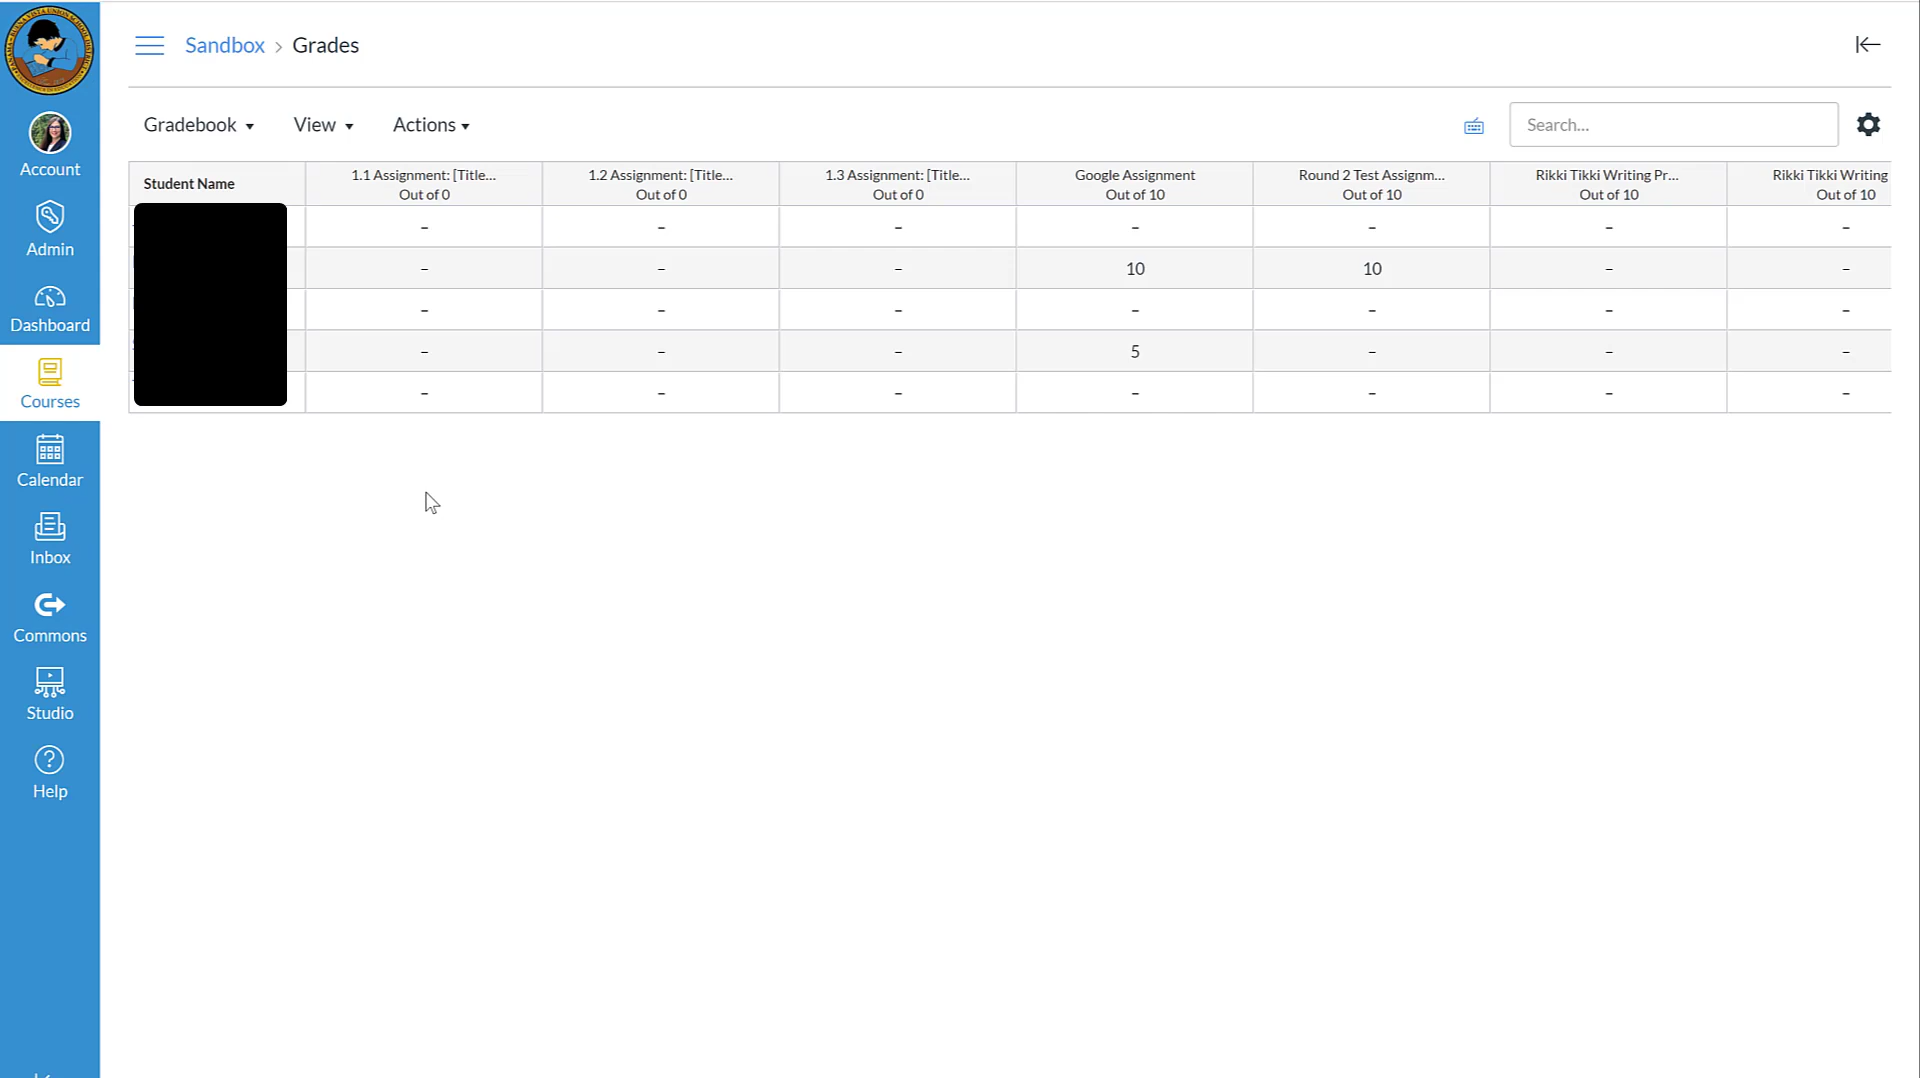 Sandbox › Grades
Gradebook View Actions Search...
Student Name
1.1 Assignment: [Title...
Out of 0
1.2 Assignment: [Title...
Out of 0
1.3 Assignment: [Title...
Out of 0
Google Assignment
Out of 10
Round 2 Test Assignm...
Out of 10
Rikki Tikki Writing Pr...
Out of 10
Rikki Tikki Writing
Out of 10
– – – – – – –
– – – 10 10 – –
– – – – – – –
– – – 5 – – –
– – – – – – –
Account
Admin
Dashboard
Courses
Calendar
Inbox
Commons
Studio
Help